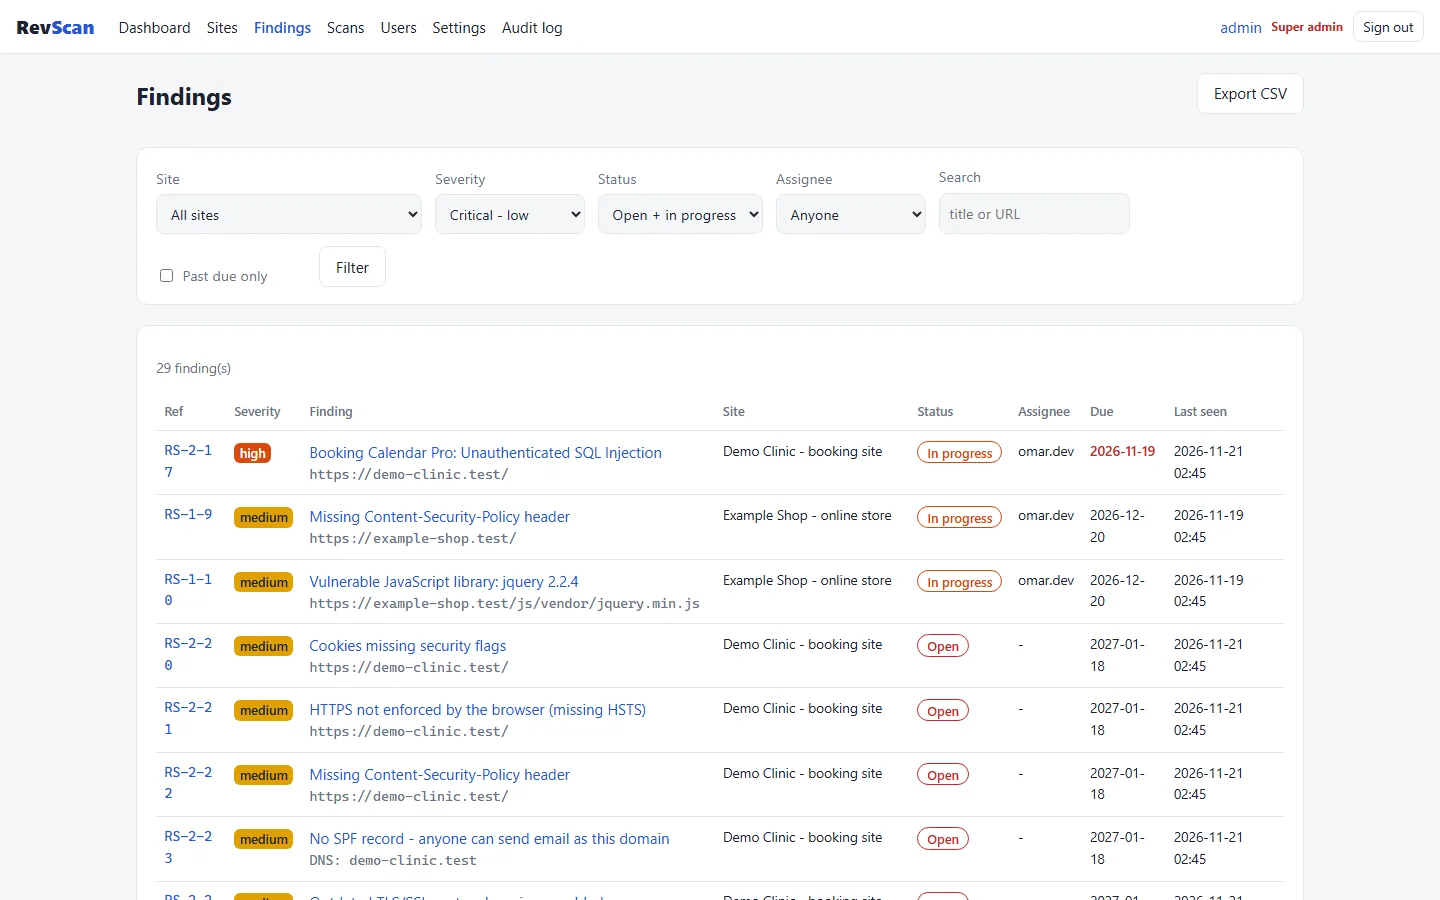 RevScan Dashboard Sites Findings Scans Users Settings Audit log admin Super admin Sign out
Findings
Export CSV
Site Severity Status Assignee Search
All sites Critical - low Open + in progress Anyone title or URL
Past due only Filter
29 finding(s)
Ref Severity Finding Site Status Assignee Due Last seen
RS-2-1 high Booking Calendar Pro: Unauthenticated SQL Injection Demo Clinic - booking site In progress omar.dev 2026-11-19 2026-11-21
7 https://demo-clinic.test/ 02:45
RS-1-9 medium Missing Content-Security-Policy header Example Shop - online store In progress omar.dev 2026-12- 2026-11-19
https://example-shop.test/ 20 02:45
RS-1-1 medium Vulnerable JavaScript library: jquery 2.2.4 Example Shop - online store In progress omar.dev 2026-12- 2026-11-19
0 https://example-shop.test/js/vendor/jquery.min.js 20 02:45
RS-2-2 medium Cookies missing security flags Demo Clinic - booking site Open - 2027-01- 2026-11-21
0 https://demo-clinic.test/ 18 02:45
RS-2-2 medium HTTPS not enforced by the browser (missing HSTS) Demo Clinic - booking site Open - 2027-01- 2026-11-21
1 https://demo-clinic.test/ 18 02:45
RS-2-2 medium Missing Content-Security-Policy header Demo Clinic - booking site Open - 2027-01- 2026-11-21
2 https://demo-clinic.test/ 18 02:45
RS-2-2 medium No SPF record - anyone can send email as this domain Demo Clinic - booking site Open - 2027-01- 2026-11-21
3 DNS: demo-clinic.test 18 02:45